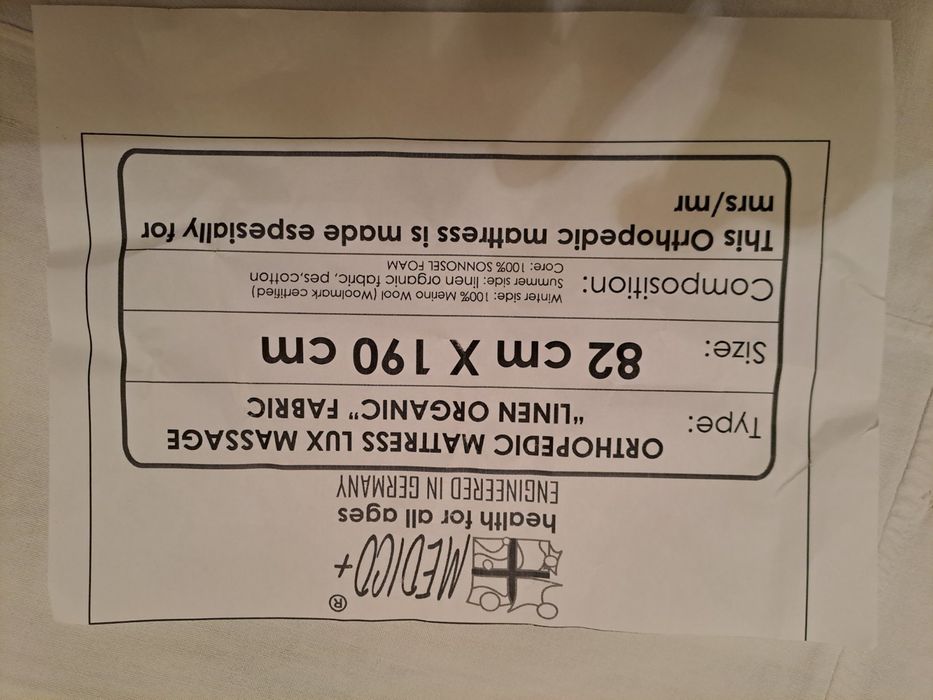 MEDICO+ ®
health for all ages
ENGINEERED IN GERMANY
Type: ORTHOPEDIC MATTRESS LUX MASSAGE
"LINEN ORGANIC" FABRIC
Size: 82 cm X 190 cm
Composition: Winter side: 100% Merino Wool (Woolmark certified)
Summer side: linen organic fabric, pes,cotton
Core: 100% SONNOSEL FOAM
This Orthopedic mattress is made espesially for
mrs/mr